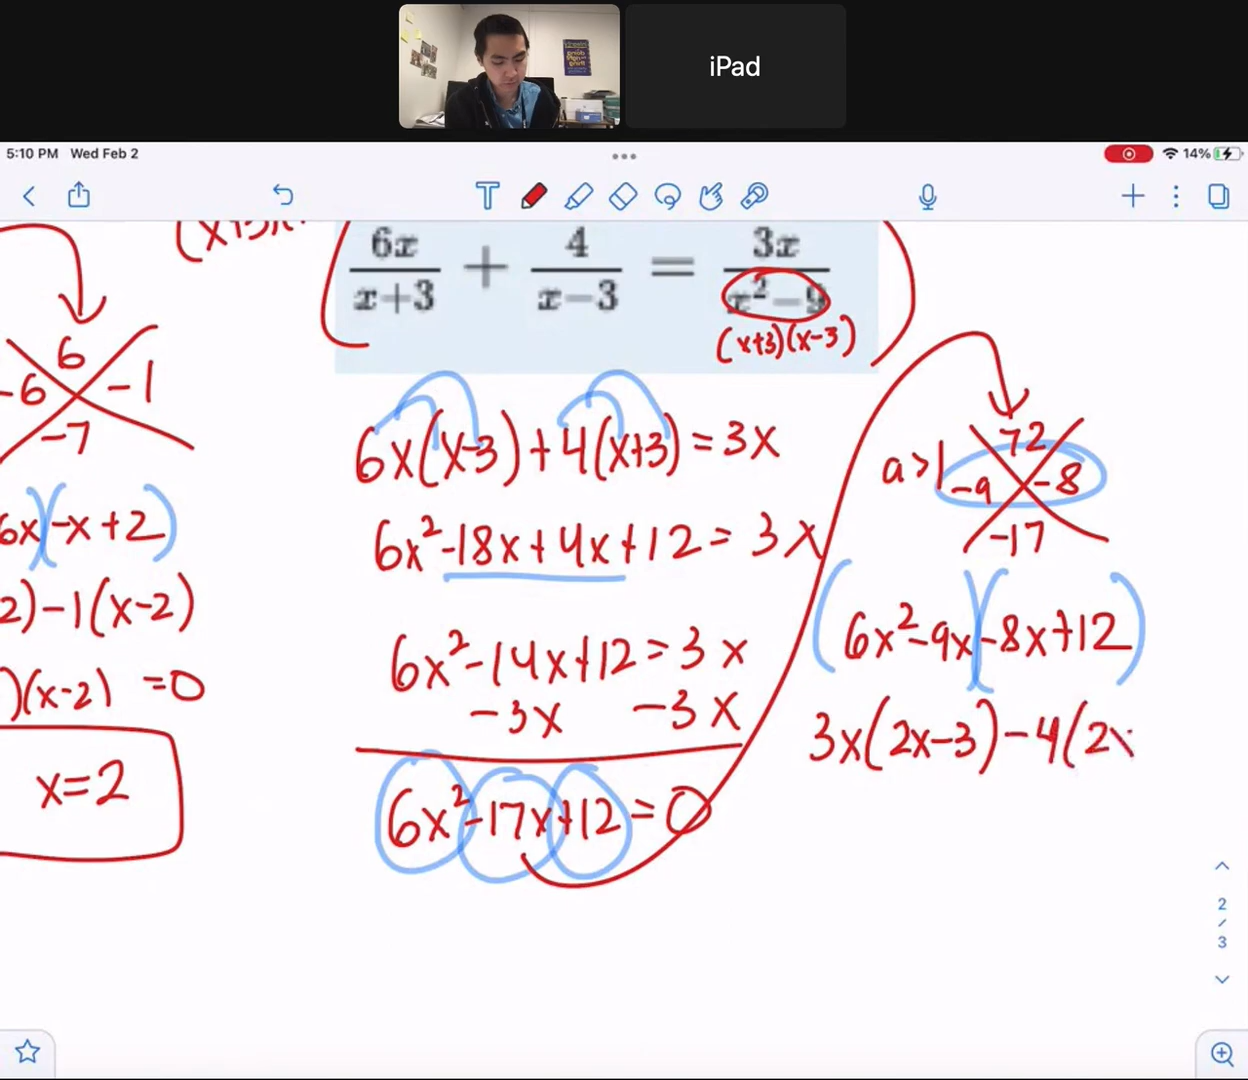 iPad
5:10 PM Wed Feb 2
14%
6x/(x+3) + 4/(x−3) = 3x/(x²−9)
(x+3)(x−3)
6
-6 -1
-7
6x)(-x+2)
2)-1(x-2)
)(x-2) =0
x=2
6x(x-3)+4(x+3)=3x
6x²-18x+4x+12=3x
6x²-14x+12=3x
-3x -3x
6x²-17x+12=0
72
a>1 -9 -8
-17
(6x²-9x)(-8x+12)
3x(2x-3)-4(2x
2/3